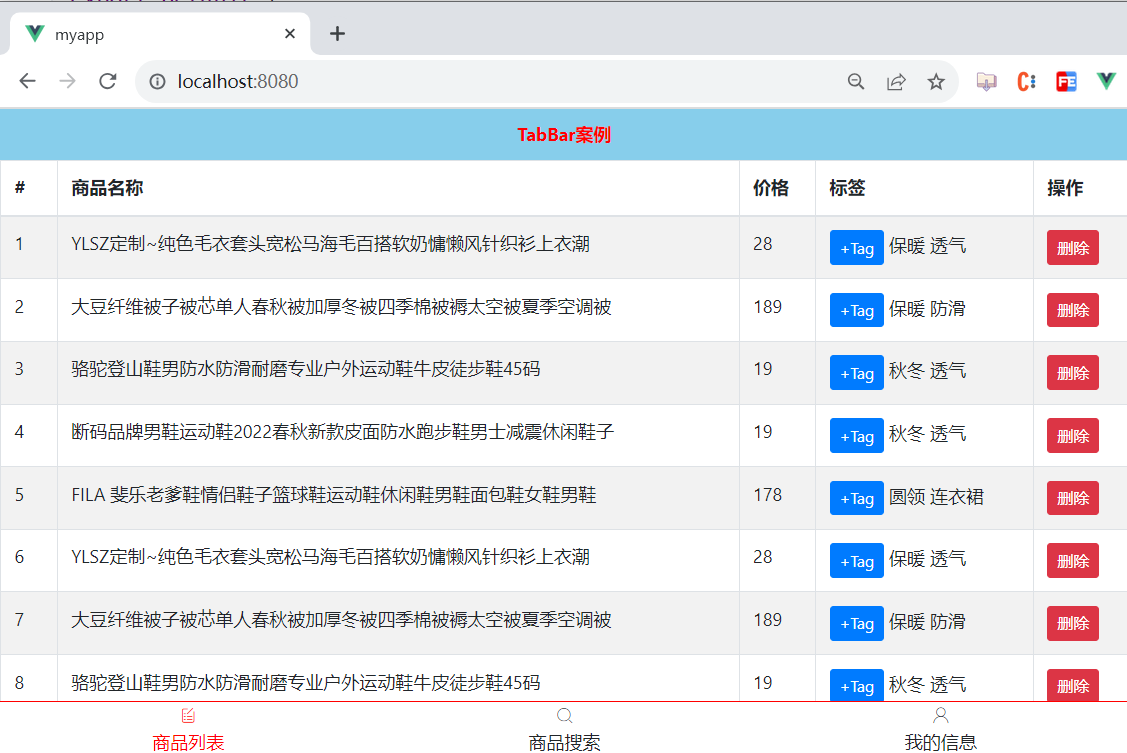 myapp
localhost:8080
TabBar案例
# 商品名称 价格 标签 操作
1 YLSZ定制~纯色毛衣套头宽松马海毛百搭软奶慵懒风针织衫上衣潮 28 +Tag 保暖 透气 删除
2 大豆纤维被子被芯单人春秋被加厚冬被四季棉被褥太空被夏季空调被 189 +Tag 保暖 防滑 删除
3 骆驼登山鞋男防水防滑耐磨专业户外运动鞋牛皮徒步鞋45码 19 +Tag 秋冬 透气 删除
4 断码品牌男鞋运动鞋2022春秋新款皮面防水跑步鞋男士减震休闲鞋子 19 +Tag 秋冬 透气 删除
5 FILA 斐乐老爹鞋情侣鞋子篮球鞋运动鞋休闲鞋男鞋面包鞋女鞋男鞋 178 +Tag 圆领 连衣裙 删除
6 YLSZ定制~纯色毛衣套头宽松马海毛百搭软奶慵懒风针织衫上衣潮 28 +Tag 保暖 透气 删除
7 大豆纤维被子被芯单人春秋被加厚冬被四季棉被褥太空被夏季空调被 189 +Tag 保暖 防滑 删除
8 骆驼登山鞋男防水防滑耐磨专业户外运动鞋牛皮徒步鞋45码 19 +Tag 秋冬 透气 删除
商品列表 商品搜索 我的信息